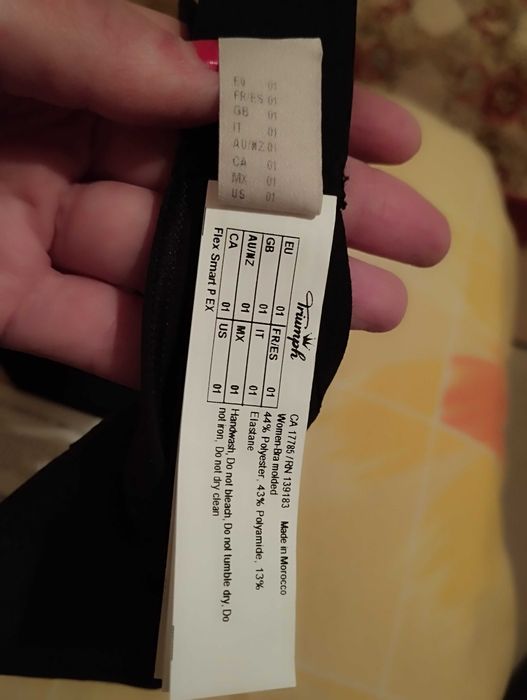 EU 01
FR/ES 01
GB 01
IT 01
AU/NZ 01
CA 01
MX 01
US 01
Triumph
EU 01 FR/ES 01
GB 01 IT 01
AU/NZ 01 MX 01
CA 01 US 01
Flex Smart P EX
CA 17785 / RN 139183 Made in Morocco
Women-Bra molded
44% Polyester, 43% Polyamide, 13%
Elastane
Handwash, Do not bleach, Do not tumble dry, Do
not iron, Do not dry clean